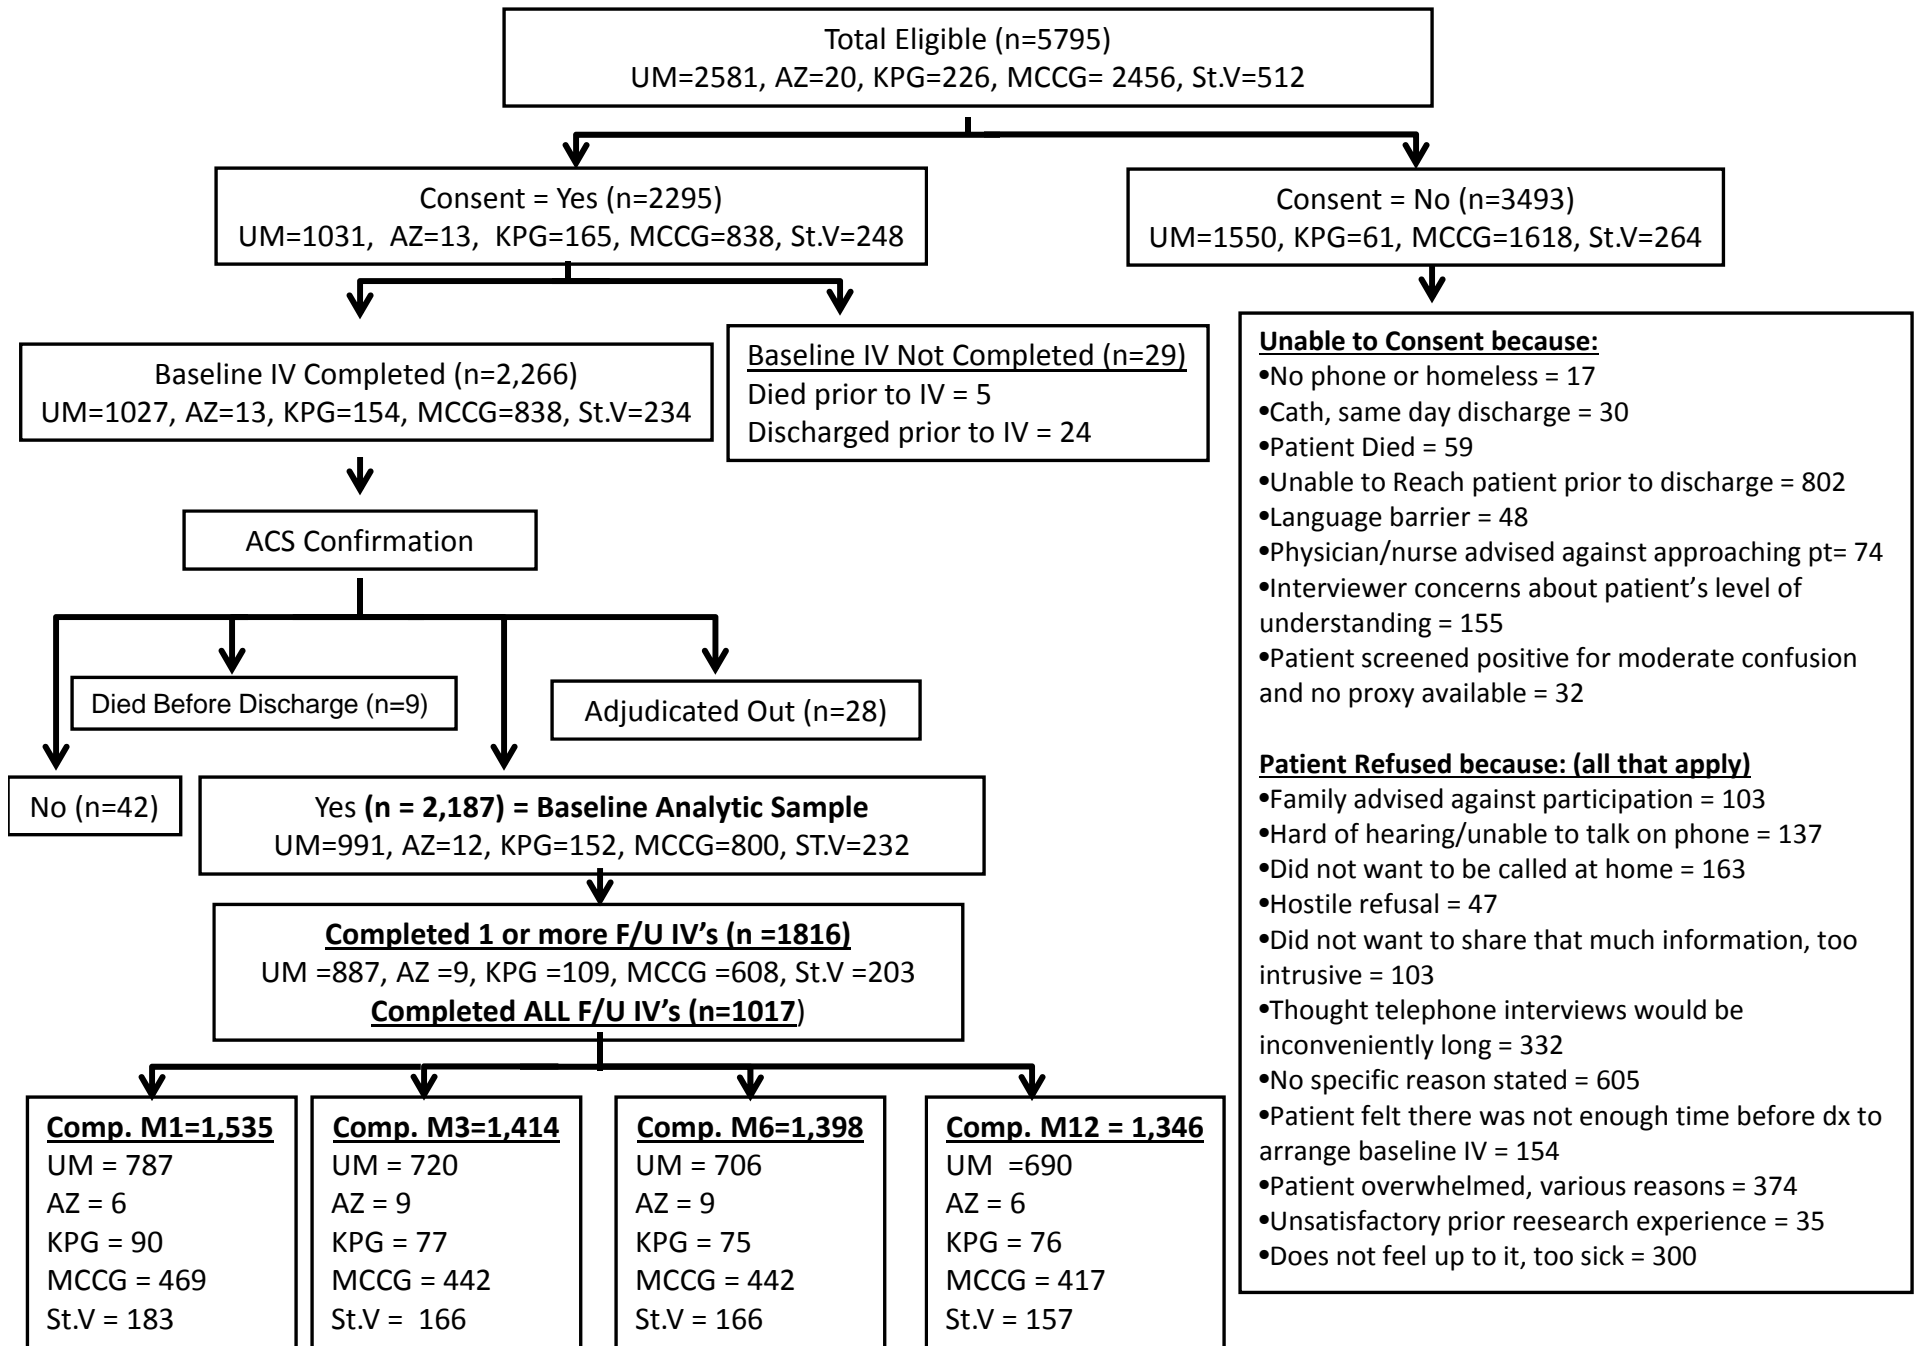 Total Eligible (n=5795)
UM=2581, AZ=20, KPG=226, MCCG= 2456, St.V=512
Consent = Yes (n=2295)
UM=1031, AZ=13, KPG=165, MCCG=838, St.V=248
Consent = No (n=3493)
UM=1550, KPG=61, MCCG=1618, St.V=264
Baseline IV Completed (n=2,266)
UM=1027, AZ=13, KPG=154, MCCG=838, St.V=234
Baseline IV Not Completed (n=29)
Died prior to IV = 5
Discharged prior to IV = 24
ACS Confirmation
Died Before Discharge (n=9)
Adjudicated Out (n=28)
No (n=42)
Yes (n = 2,187) = Baseline Analytic Sample
UM=991, AZ=12, KPG=152, MCCG=800, ST.V=232
Completed 1 or more F/U IV’s (n =1816)
UM =887, AZ =9, KPG =109, MCCG =608, St.V =203
Completed ALL F/U IV’s (n=1017)
Comp. M1=1,535
UM = 787
AZ = 6
KPG = 90
MCCG = 469
St.V = 183
Comp. M3=1,414
UM = 720
AZ = 9
KPG = 77
MCCG = 442
St.V = 166
Comp. M6=1,398
UM = 706
AZ = 9
KPG = 75
MCCG = 442
St.V = 166
Comp. M12 = 1,346
UM =690
AZ = 6
KPG = 76
MCCG = 417
St.V = 157
Unable to Consent because:
•No phone or homeless = 17
•Cath, same day discharge = 30
•Patient Died = 59
•Unable to Reach patient prior to discharge = 802
•Language barrier = 48
•Physician/nurse advised against approaching pt= 74
•Interviewer concerns about patient’s level of
understanding = 155
•Patient screened positive for moderate confusion
and no proxy available = 32
Patient Refused because: (all that apply)
•Family advised against participation = 103
•Hard of hearing/unable to talk on phone = 137
•Did not want to be called at home = 163
•Hostile refusal = 47
•Did not want to share that much information, too
intrusive = 103
•Thought telephone interviews would be
inconveniently long = 332
•No specific reason stated = 605
•Patient felt there was not enough time before dx to
arrange baseline IV = 154
•Patient overwhelmed, various reasons = 374
•Unsatisfactory prior reesearch experience = 35
•Does not feel up to it, too sick = 300